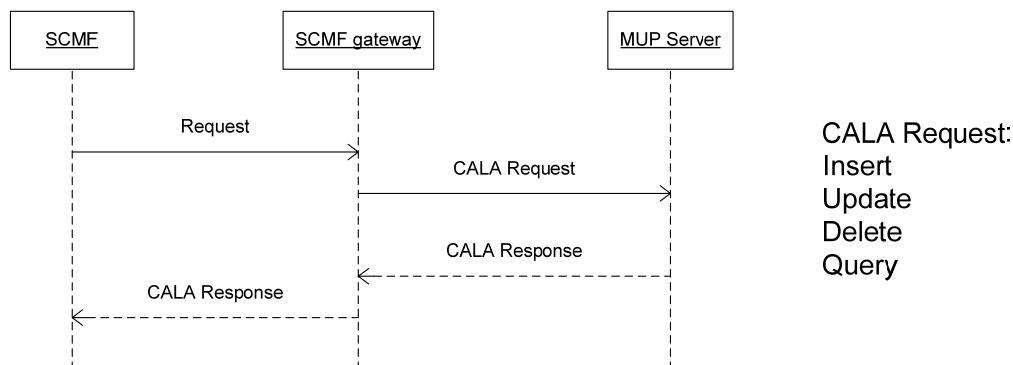 SCMF
SCMF gateway
MUP Server
Request
CALA Request
CALA Response
CALA Response
CALA Request:
Insert
Update
Delete
Query